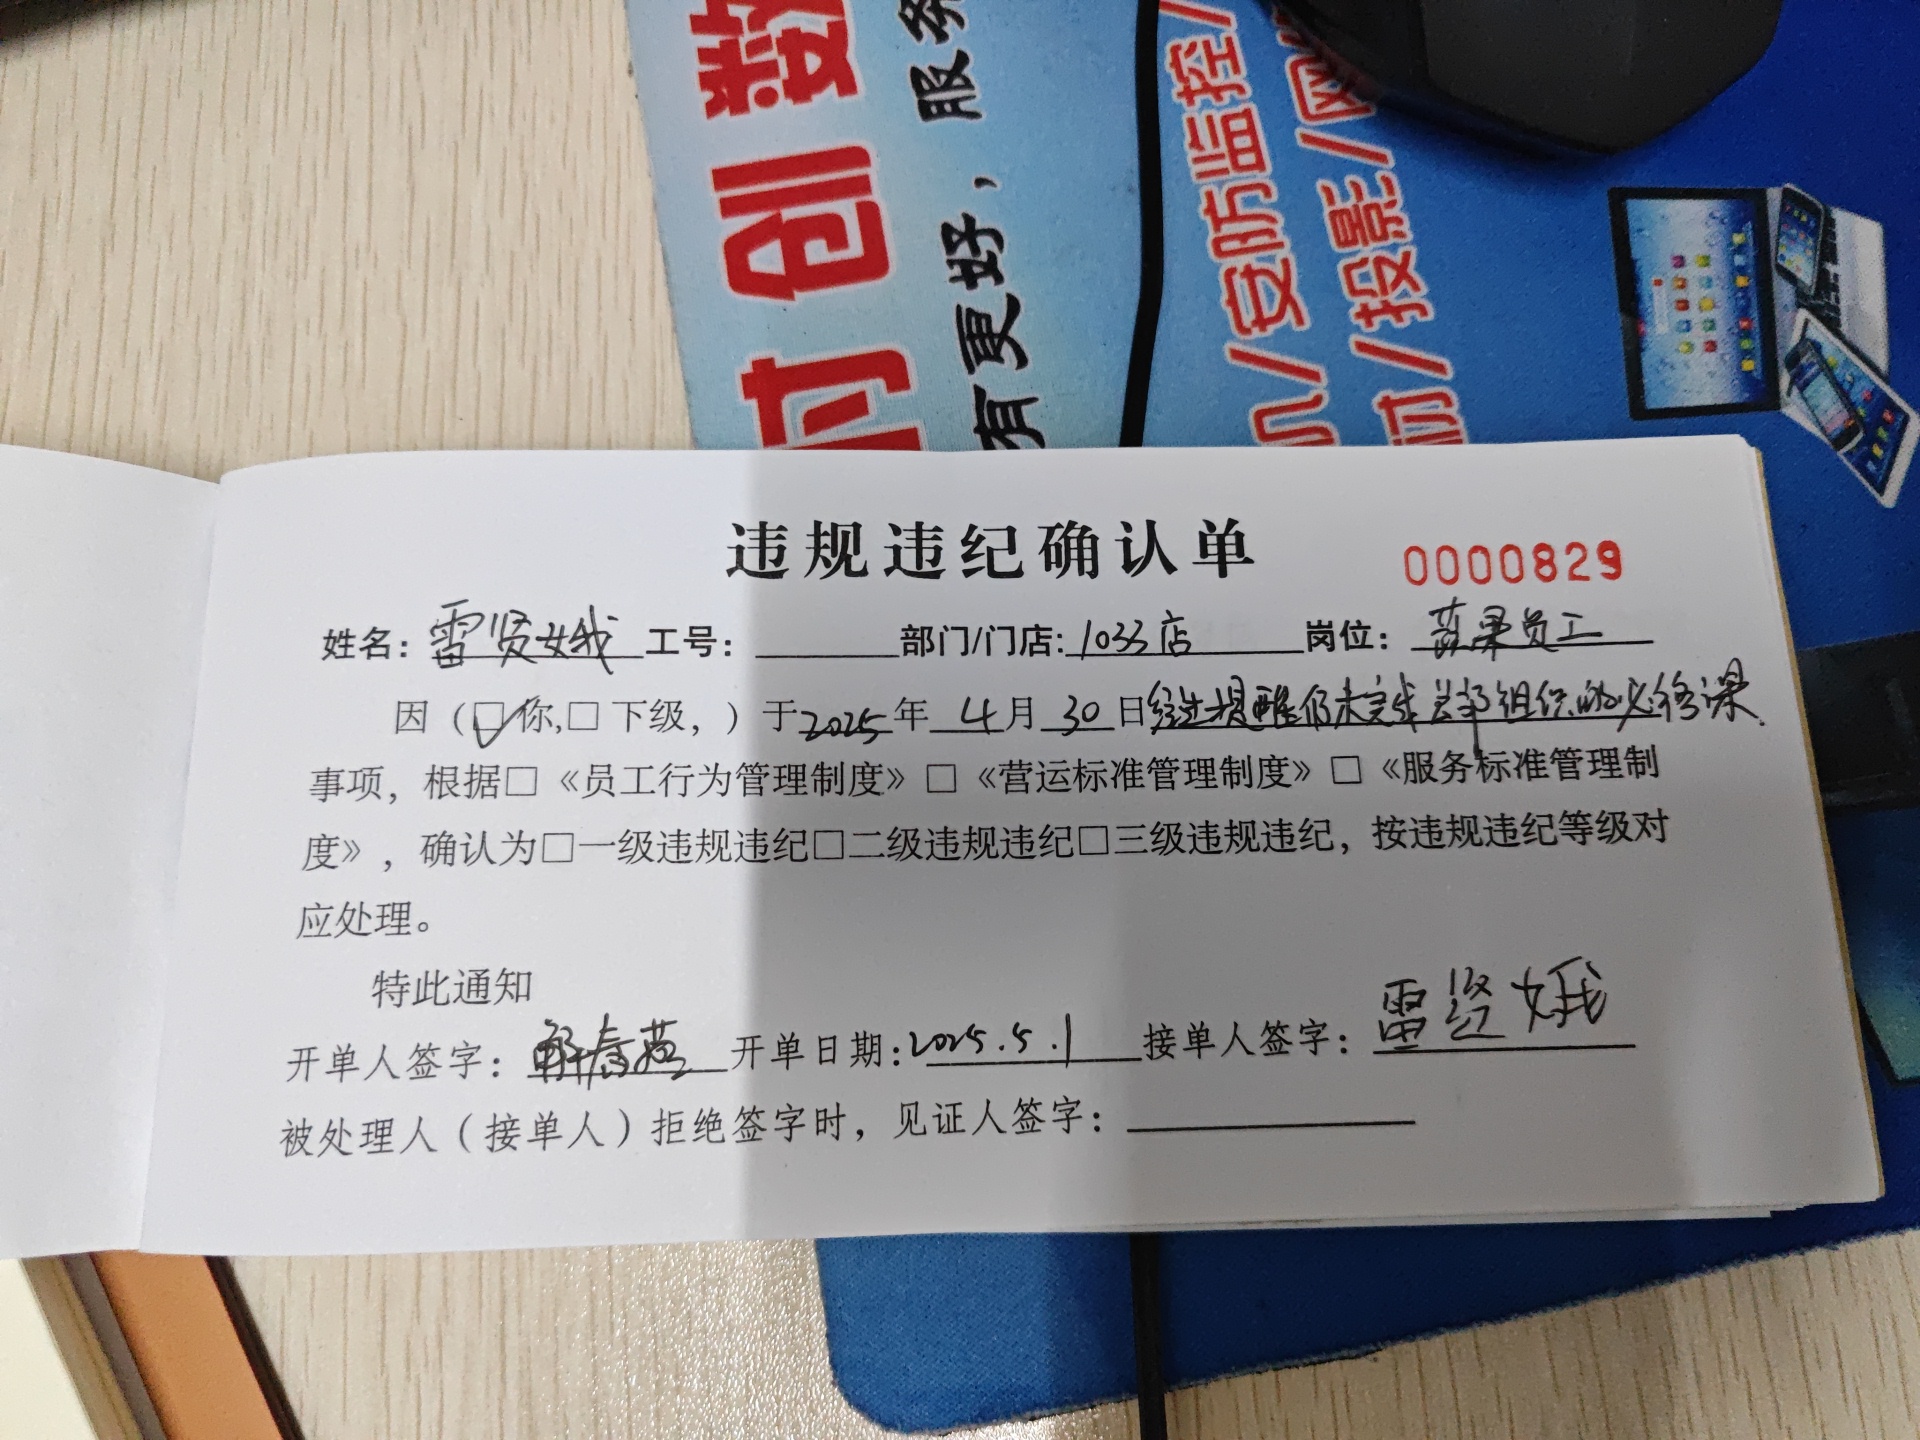 数
创
时
服务
有更好，
机/安防监控/
投影/网
违规违纪确认单
0000829
姓名：雷贤娥 工号： 部门/门店：1033店 岗位：蔬果员工
因（☑你,□下级，）于2025年4月30日经过提醒仍未完成总部组织的必修课.
事项，根据□《员工行为管理制度》□《营运标准管理制度》□《服务标准管理制
度》，确认为□一级违规违纪□二级违规违纪□三级违规违纪，按违规违纪等级对
应处理。
特此通知
开单人签字： 开单日期：2025.5.1 接单人签字：雷贤娥
被处理人（接单人）拒绝签字时，见证人签字：